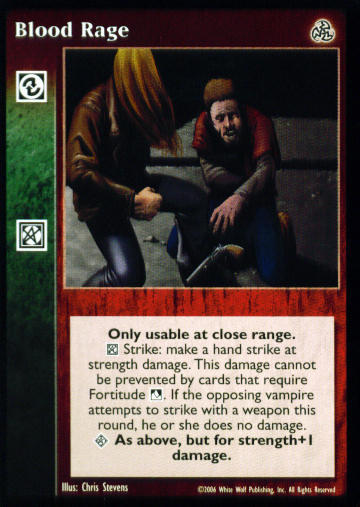 Blood Rage
Only usable at close range.
Strike: make a hand strike at
strength damage. This damage cannot
be prevented by cards that require
Fortitude . If the opposing vampire
attempts to strike with a weapon this
round, he or she does no damage.
As above, but for strength+1
damage.
Illus: Chris Stevens
©2006 White Wolf Publishing, Inc. All Rights Reserved